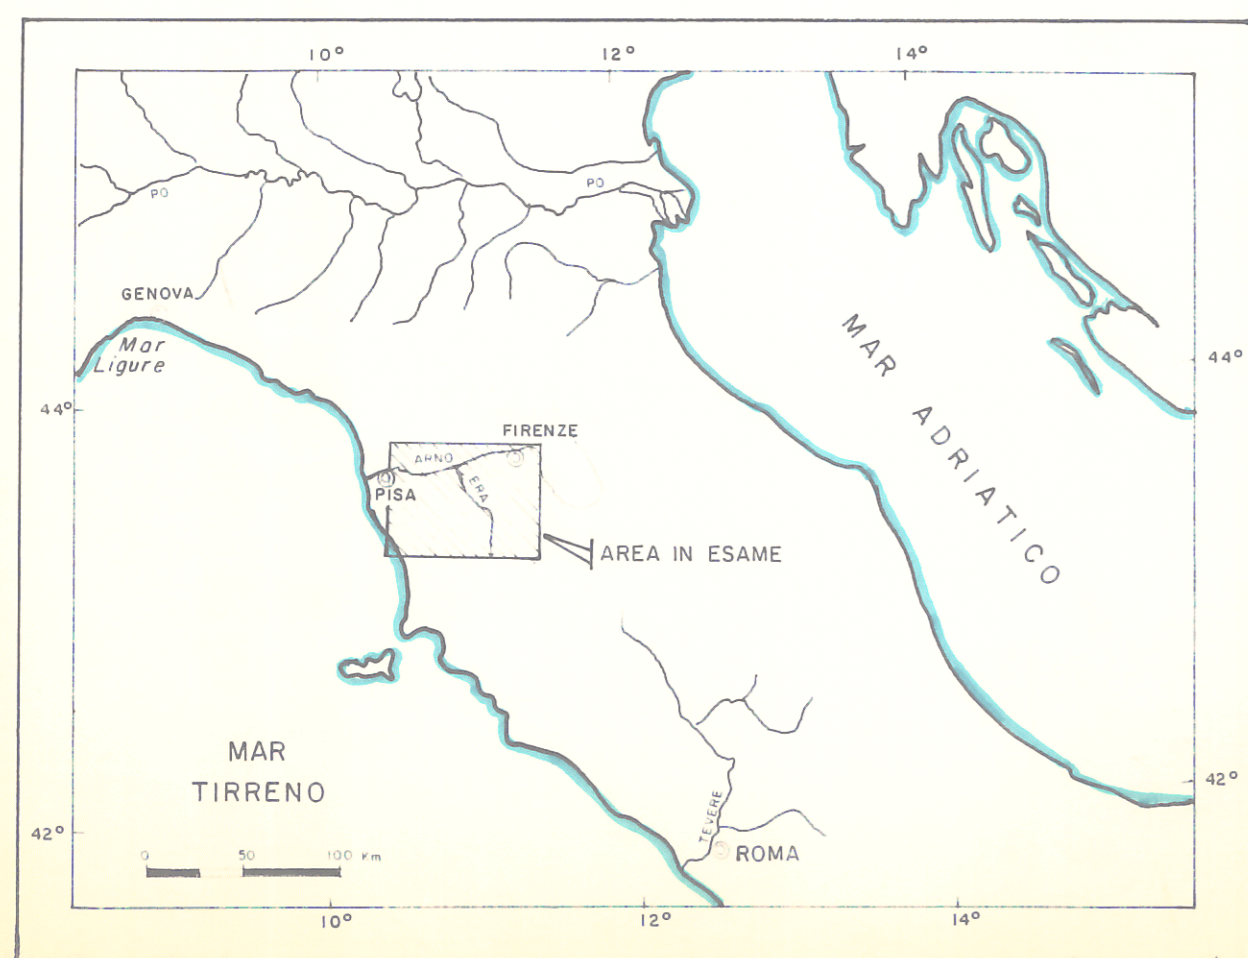 10°
12°
14°
PO
PO
GENOVA
Mar
Ligure
MAR ADRIATICO
44°
44°
FIRENZE
ARNO
ERA
PISA
AREA IN ESAME
MAR
TIRRENO
42°
42°
TEVERE
ROMA
0 50 100 Km
10°
12°
14°